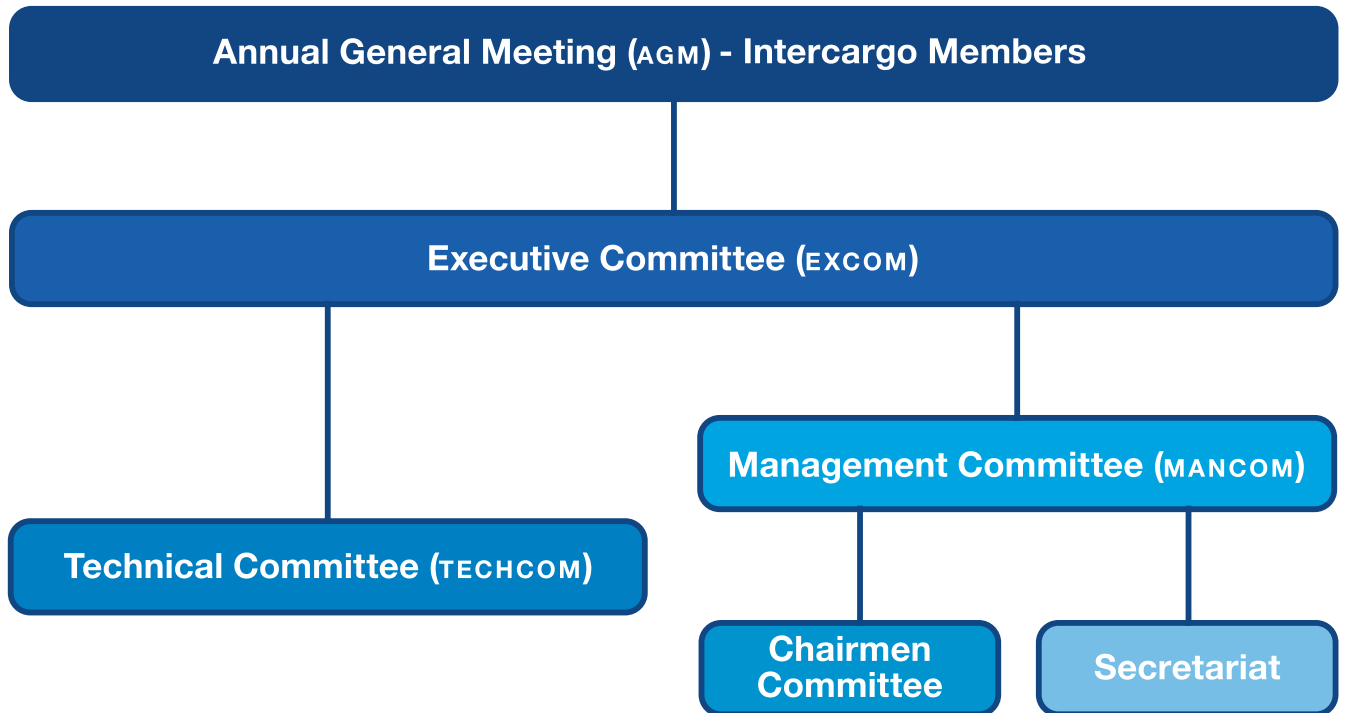 Annual General Meeting (AGM) - Intercargo Members
Executive Committee (EXCOM)
Management Committee (MANCOM)
Technical Committee (TECHCOM)
Chairmen
Committee
Secretariat